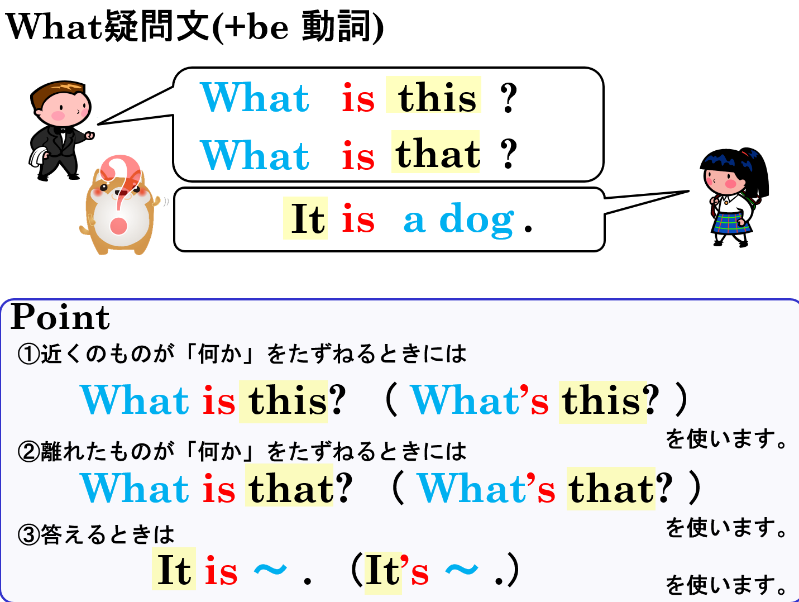 What疑問文(+be 動詞)
What is this ?
What is that ?
?
It is a dog .
Point
①近くのものが「何か」をたずねるときには
What is this? （ What's this? ）
を使います。
②離れたものが「何か」をたずねるときには
What is that? （ What's that? ）
を使います。
③答えるときは
It is ～ . （It's ～ .）
を使います。